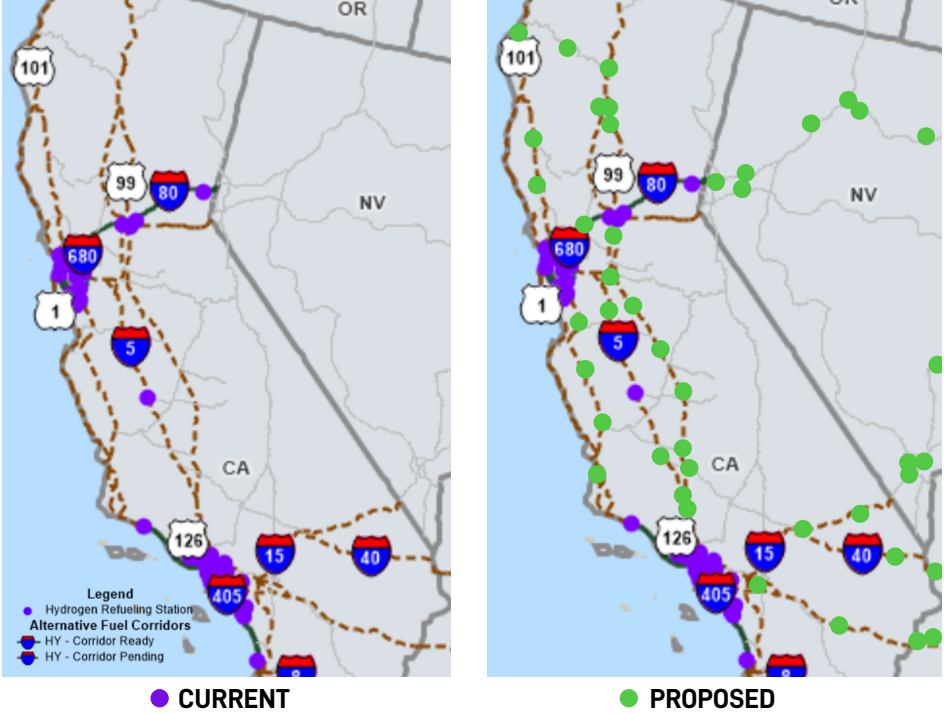 OR
101
99
80
NV
680
1
5
CA
126
15
40
405
8
Legend
Hydrogen Refueling Station
Alternative Fuel Corridors
HY - Corridor Ready
HY - Corridor Pending
CURRENT
OR
101
99
80
NV
680
1
5
CA
126
15
40
405
8
PROPOSED